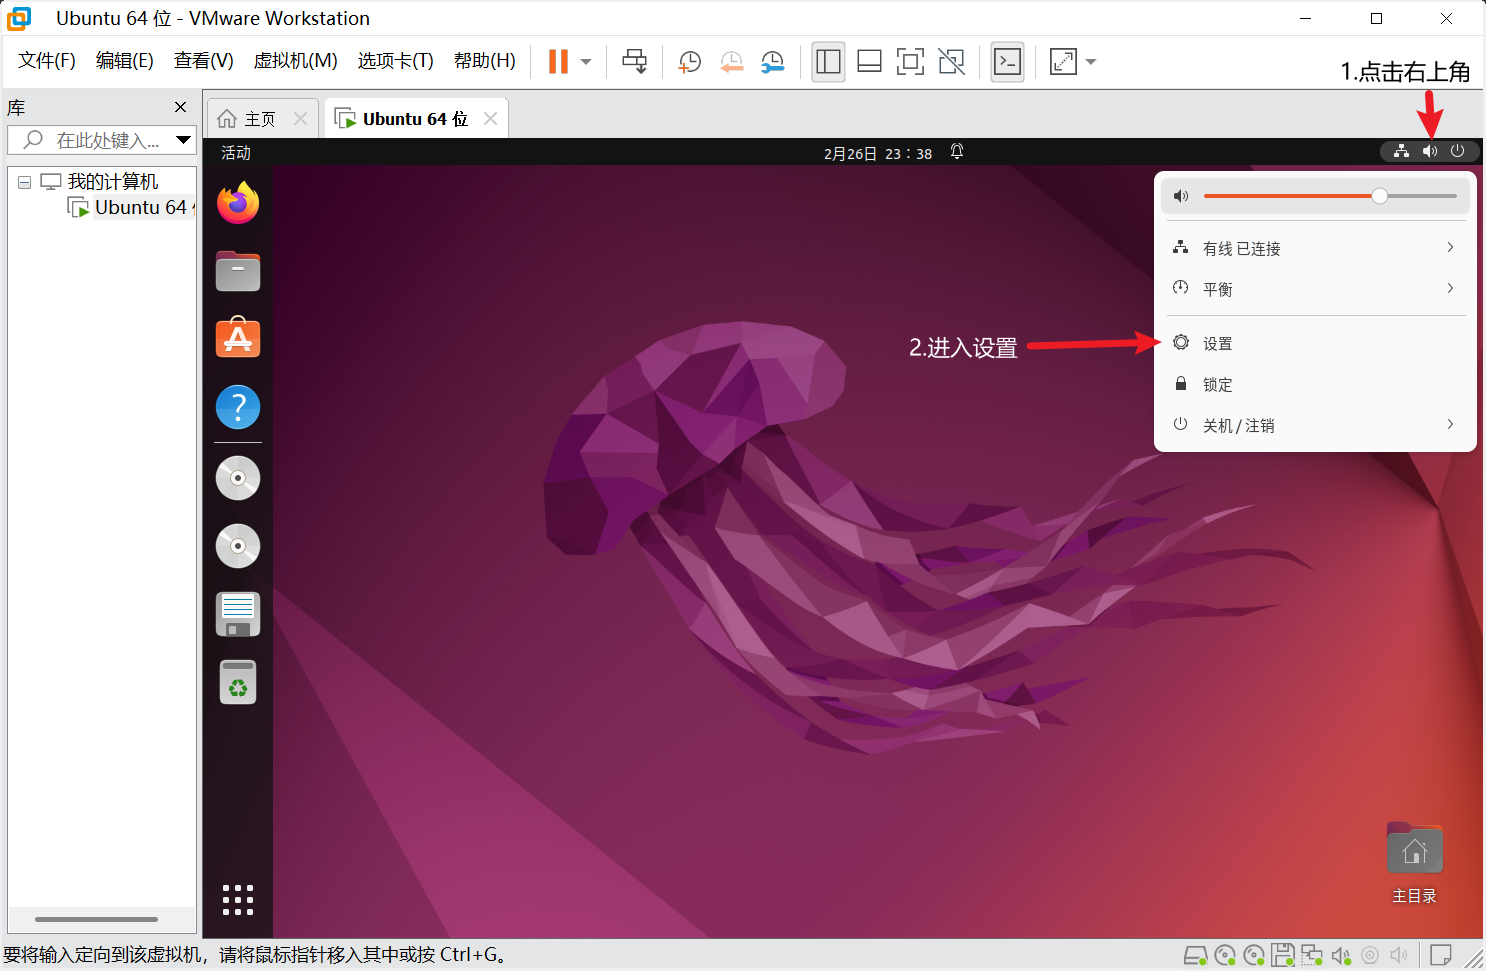 Ubuntu 64 位 - VMware Workstation
文件(F) 编辑(E) 查看(V) 虚拟机(M) 选项卡(T) 帮助(H)
1.点击右上角
库
在此处键入...
我的计算机
Ubuntu 64
主页
Ubuntu 64 位
活动
2月26日 23：38
有线 已连接
平衡
2.进入设置
设置
锁定
关机 / 注销
主目录
要将输入定向到该虚拟机，请将鼠标指针移入其中或按 Ctrl+G。